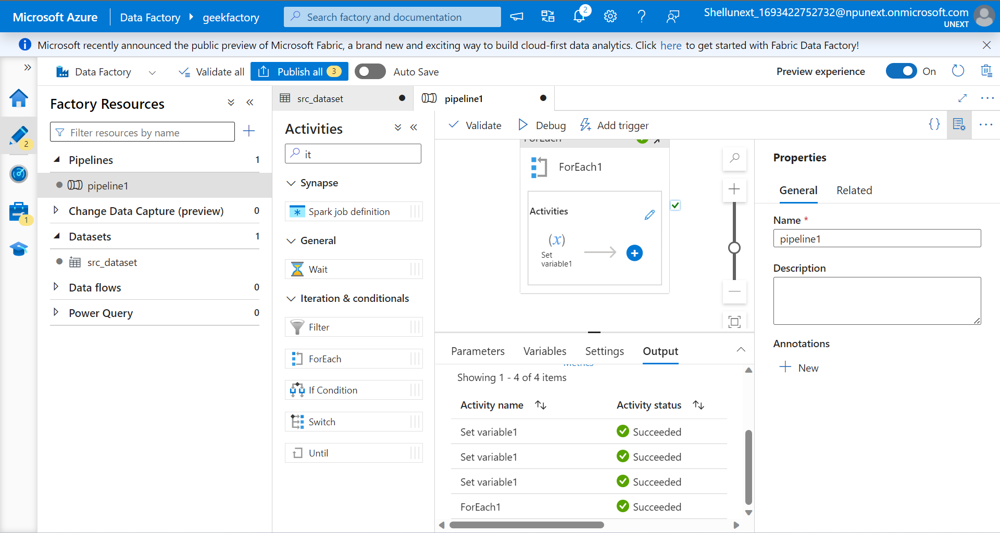 Microsoft Azure
Data Factory
geekfactory
Search factory and documentation
2
Shellunext_1693422752732@npunext.onmicrosoft.com
UNEXT
Microsoft recently announced the public preview of Microsoft Fabric, a brand new and exciting way to build cloud-first data analytics. Click here to get started with Fabric Data Factory!
Data Factory
Validate all
Publish all 3
Auto Save
Preview experience
On
2
1
Factory Resources
Filter resources by name
Pipelines 1
pipeline1
Change Data Capture (preview) 0
Datasets 1
src_dataset
Data flows 0
Power Query 0
src_dataset
pipeline1
Activities
it
Synapse
Spark job definition
General
Wait
Iteration & conditionals
Filter
ForEach
If Condition
Switch
Until
Validate
Debug
Add trigger
{}
ForEach
ForEach1
Activities
(x)
Set
variable1
Parameters
Variables
Settings
Output
Metrics
Showing 1 - 4 of 4 items
Activity name
Activity status
Set variable1 Succeeded
Set variable1 Succeeded
Set variable1 Succeeded
ForEach1 Succeeded
Properties
General
Related
Name *
pipeline1
Description
Annotations
New